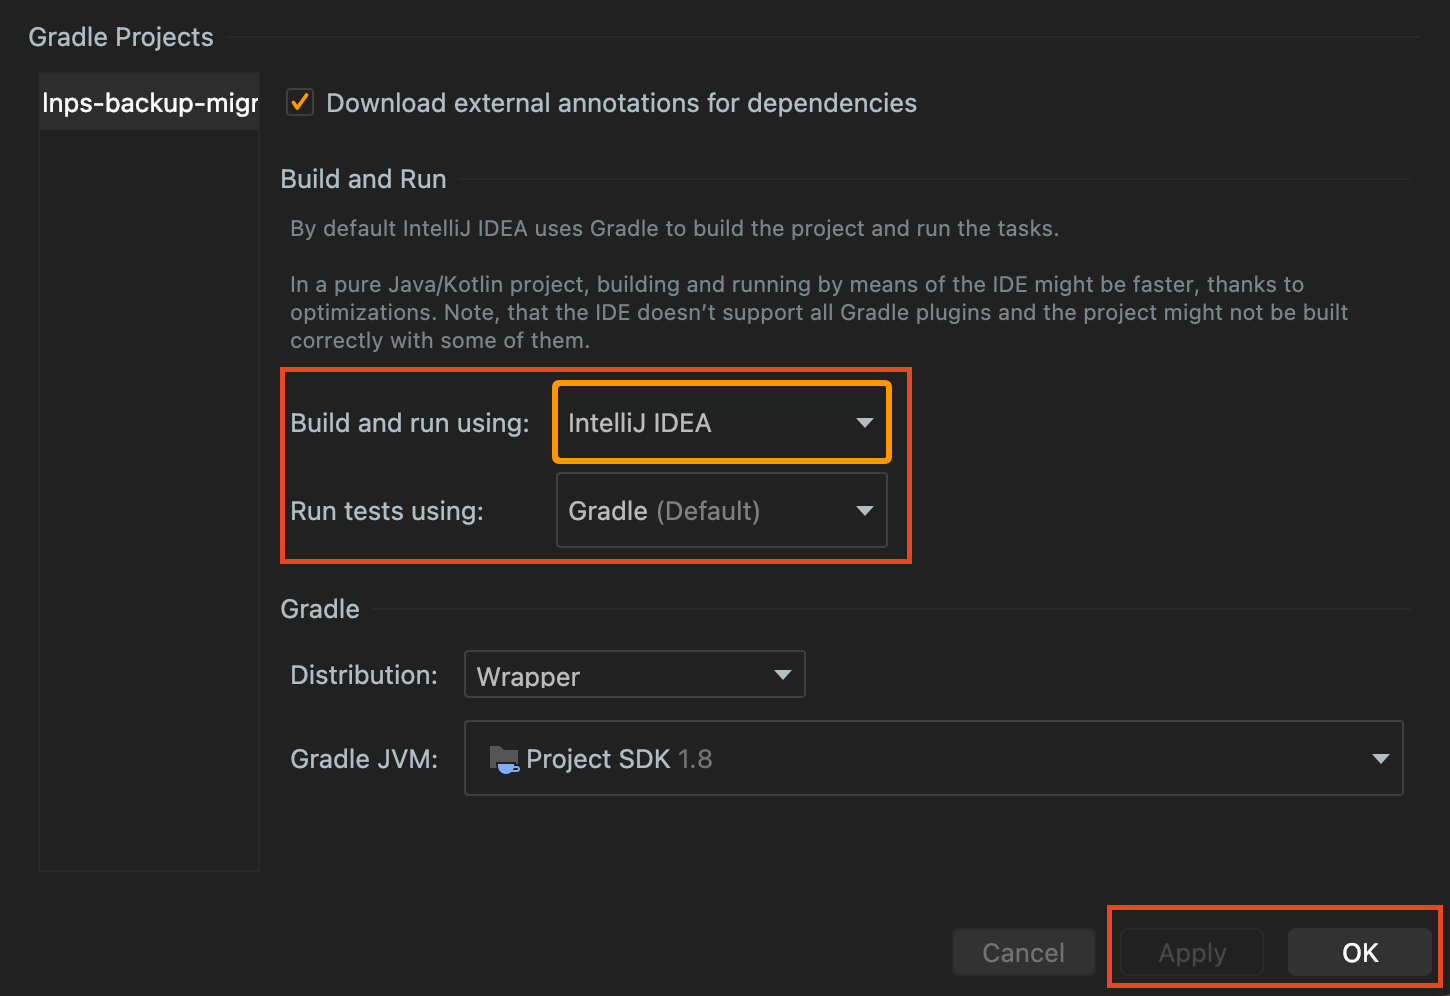 Gradle Projects
lnps-backup-migr
Download external annotations for dependencies
Build and Run
By default IntelliJ IDEA uses Gradle to build the project and run the tasks.
In a pure Java/Kotlin project, building and running by means of the IDE might be faster, thanks to
optimizations. Note, that the IDE doesn't support all Gradle plugins and the project might not be built
correctly with some of them.
Build and run using: IntelliJ IDEA
Run tests using: Gradle (Default)
Gradle
Distribution: Wrapper
Gradle JVM: Project SDK 1.8
Cancel Apply OK